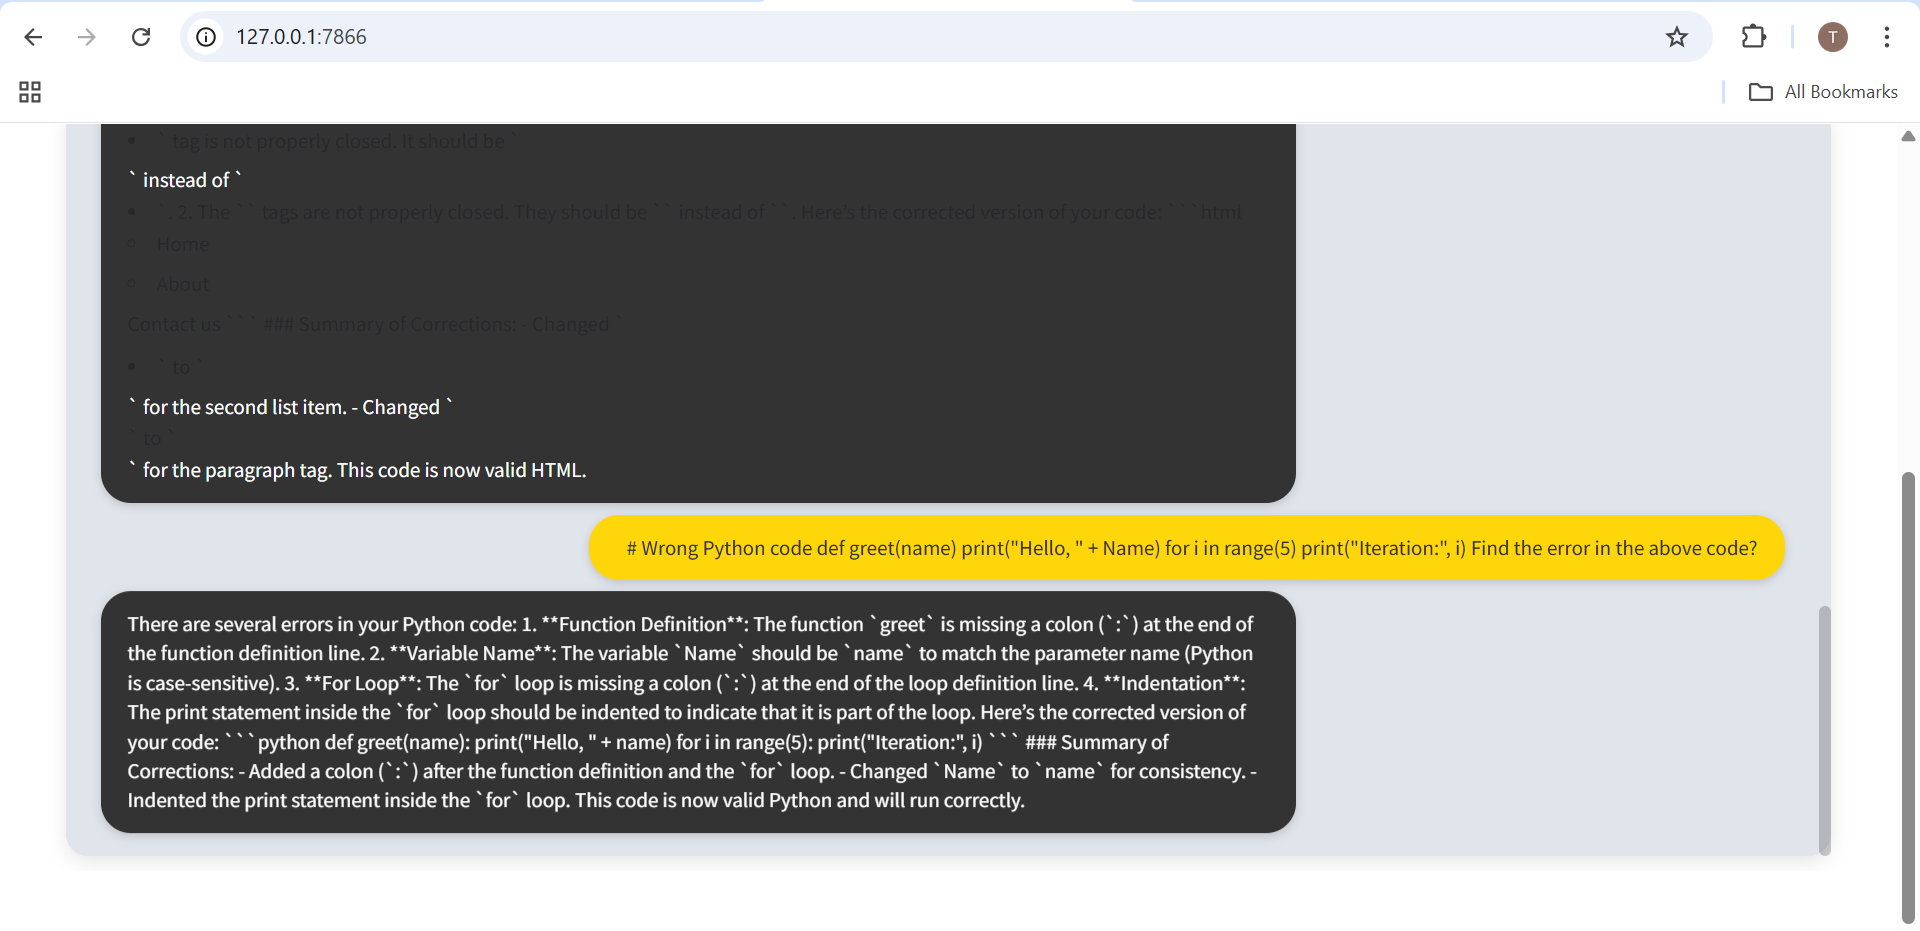 127.0.0.1:7866
T
All Bookmarks
` tag is not properly closed. It should be `
` instead of `
`. 2. The `` tags are not properly closed. They should be `` instead of ``. Here's the corrected version of your code: ```html
Home
About
Contact us ``` ### Summary of Corrections: - Changed `
` to `
` for the second list item. - Changed `
` to `
` for the paragraph tag. This code is now valid HTML.
# Wrong Python code def greet(name) print("Hello, " + Name) for i in range(5) print("Iteration:", i) Find the error in the above code?
There are several errors in your Python code: 1. **Function Definition**: The function `greet` is missing a colon (`:`) at the end of
the function definition line. 2. **Variable Name**: The variable `Name` should be `name` to match the parameter name (Python
is case-sensitive). 3. **For Loop**: The `for` loop is missing a colon (`:`) at the end of the loop definition line. 4. **Indentation**:
The print statement inside the `for` loop should be indented to indicate that it is part of the loop. Here’s the corrected version of
your code: ```python def greet(name): print("Hello, " + name) for i in range(5): print("Iteration:", i) ``` ### Summary of
Corrections: - Added a colon (`:`) after the function definition and the `for` loop. - Changed `Name` to `name` for consistency. -
Indented the print statement inside the `for` loop. This code is now valid Python and will run correctly.